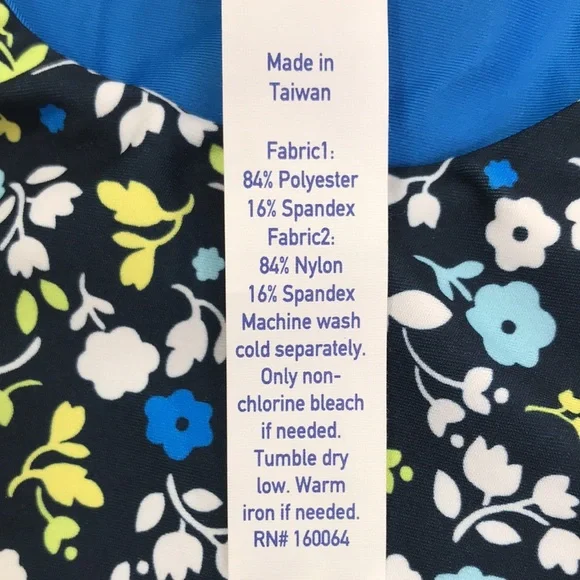 Made in
Taiwan
Fabric1:
84% Polyester
16% Spandex
Fabric2:
84% Nylon
16% Spandex
Machine wash
cold separately.
Only non-
chlorine bleach
if needed.
Tumble dry
low. Warm
iron if needed.
RN# 160064